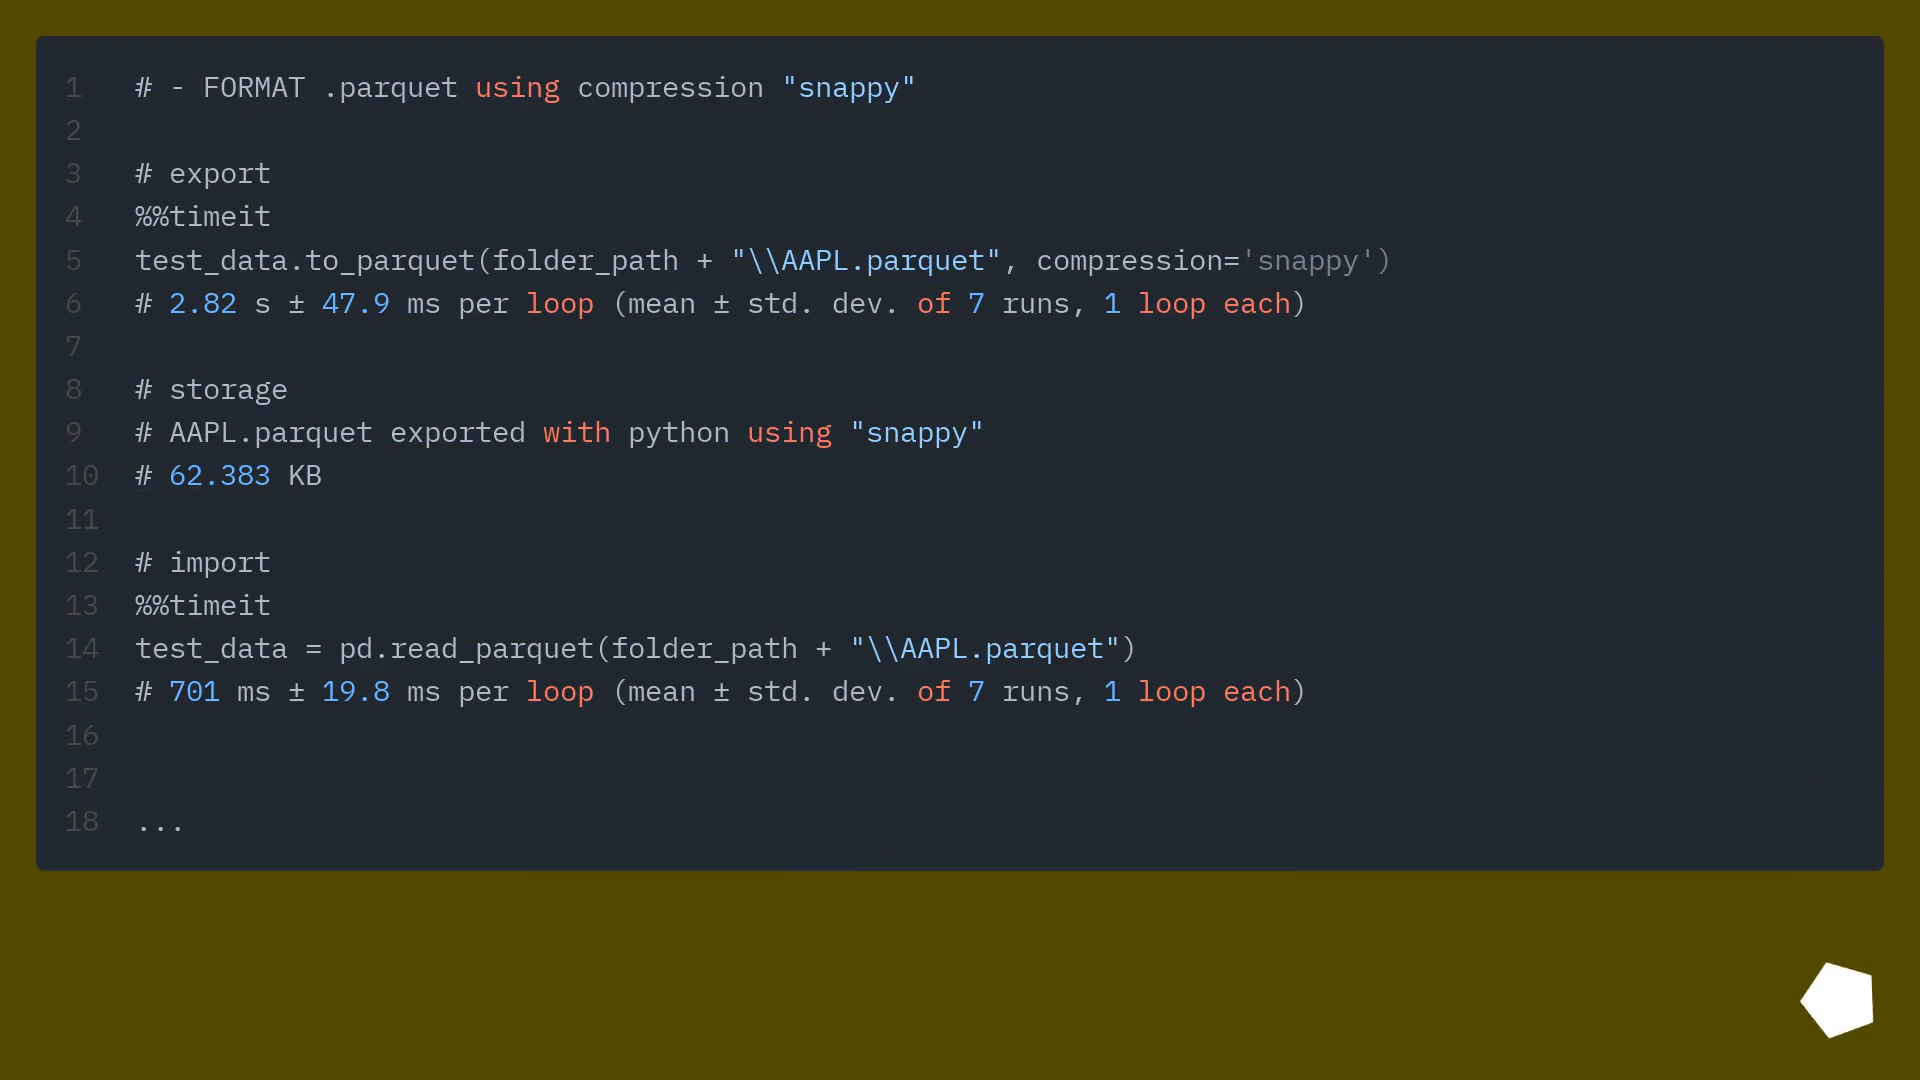 1 # - FORMAT .parquet using compression "snappy"
2
3 # export
4 %%timeit
5 test_data.to_parquet(folder_path + "\\AAPL.parquet", compression='snappy')
6 # 2.82 s ± 47.9 ms per loop (mean ± std. dev. of 7 runs, 1 loop each)
7
8 # storage
9 # AAPL.parquet exported with python using "snappy"
10 # 62.383 KB
11
12 # import
13 %%timeit
14 test_data = pd.read_parquet(folder_path + "\\AAPL.parquet")
15 # 701 ms ± 19.8 ms per loop (mean ± std. dev. of 7 runs, 1 loop each)
16
17
18 ...